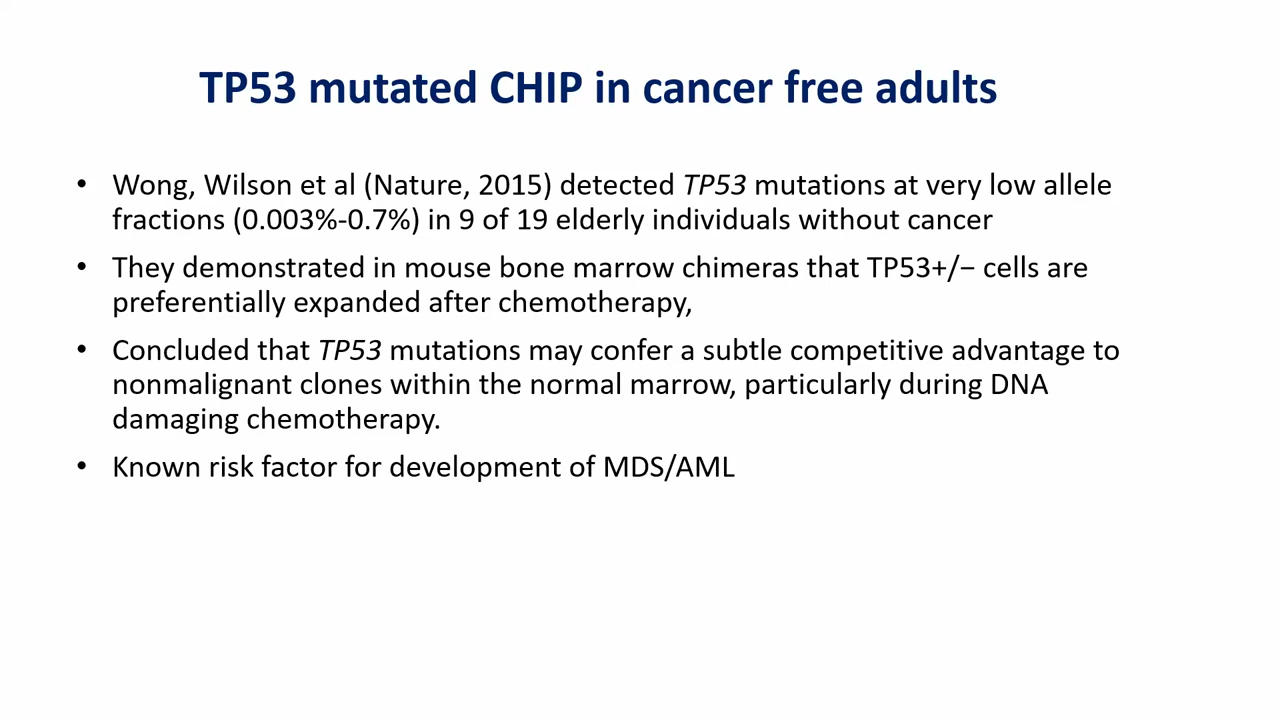 TP53 mutated CHIP in cancer free adults
• Wong, Wilson et al (Nature, 2015) detected TP53 mutations at very low allele
fractions (0.003%-0.7%) in 9 of 19 elderly individuals without cancer
• They demonstrated in mouse bone marrow chimeras that TP53+/− cells are
preferentially expanded after chemotherapy,
• Concluded that TP53 mutations may confer a subtle competitive advantage to
nonmalignant clones within the normal marrow, particularly during DNA
damaging chemotherapy.
• Known risk factor for development of MDS/AML